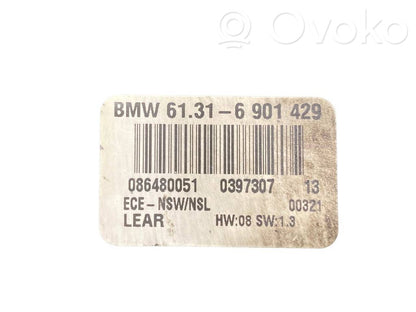 Ovoko
BMW 61.31-6 901 429
086480051 0397307 13
ECE-NSW/NSL 00321
LEAR HW:08 SW:1.3